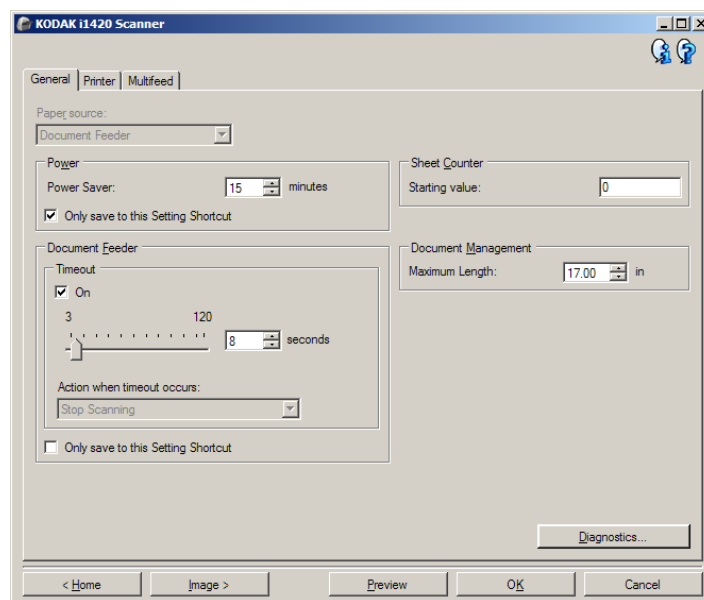 KODAK i1420 Scanner
General Printer Multifeed
Paper source:
Document Feeder
Power
Power Saver: 15 minutes
Only save to this Setting Shortcut
Sheet Counter
Starting value: 0
Document Feeder
Timeout
On
3 120
8 seconds
Action when timeout occurs:
Stop Scanning
Only save to this Setting Shortcut
Document Management
Maximum Length: 17.00 in
Diagnostics...
< Home Image > Preview OK Cancel